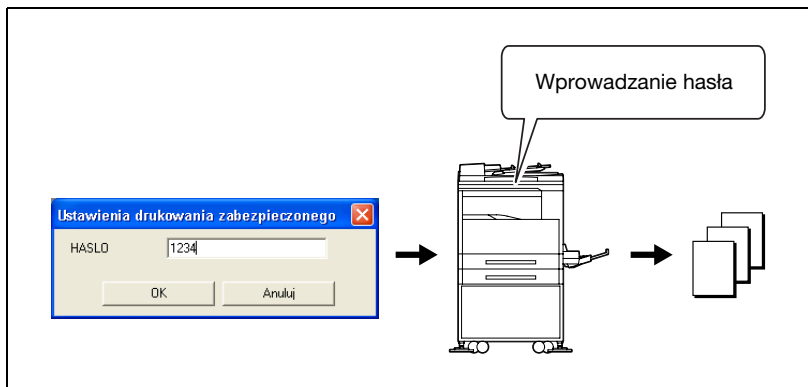 Wprowadzanie hasła
Ustawienia drukowania zabezpieczonego
HASLO 1234
OK Anuluj